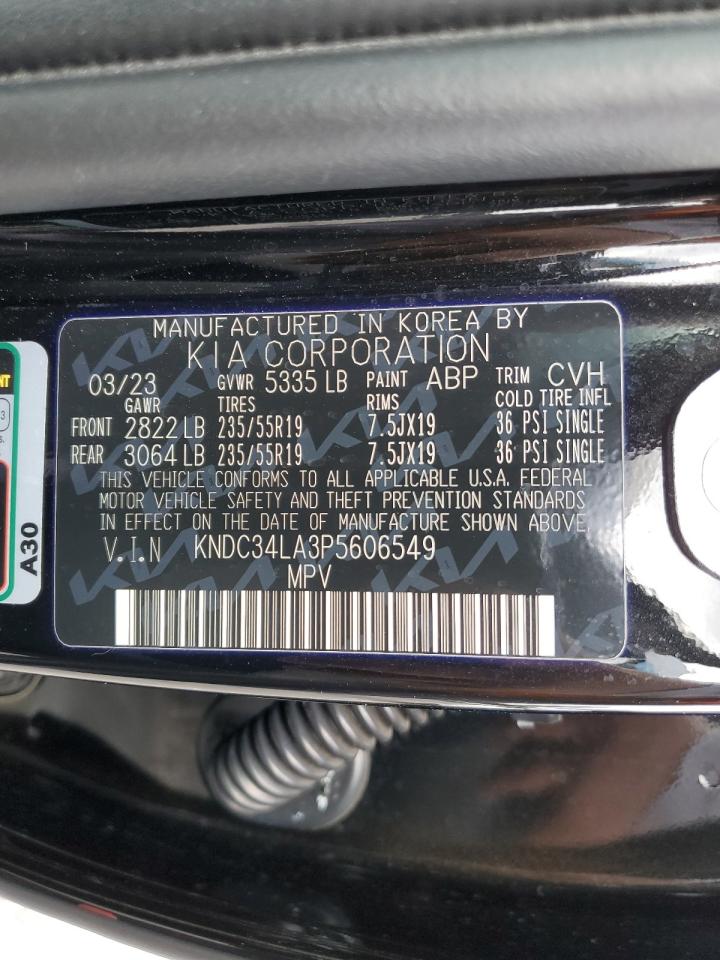 MANUFACTURED IN KOREA BY
KIA CORPORATION
03/23 GVWR 5335 LB PAINT ABP TRIM CVH
GAWR TIRES RIMS COLD TIRE INFL
FRONT 2822 LB 235/55R19 7.5JX19 36 PSI SINGLE
REAR 3064 LB 235/55R19 7.5JX19 36 PSI SINGLE
THIS VEHICLE CONFORMS TO ALL APPLICABLE U.S.A. FEDERAL
MOTOR VEHICLE SAFETY AND THEFT PREVENTION STANDARDS
IN EFFECT ON THE DATE OF MANUFACTURE SHOWN ABOVE.
V.I.N KNDC34LA3P5606549
MPV
A30